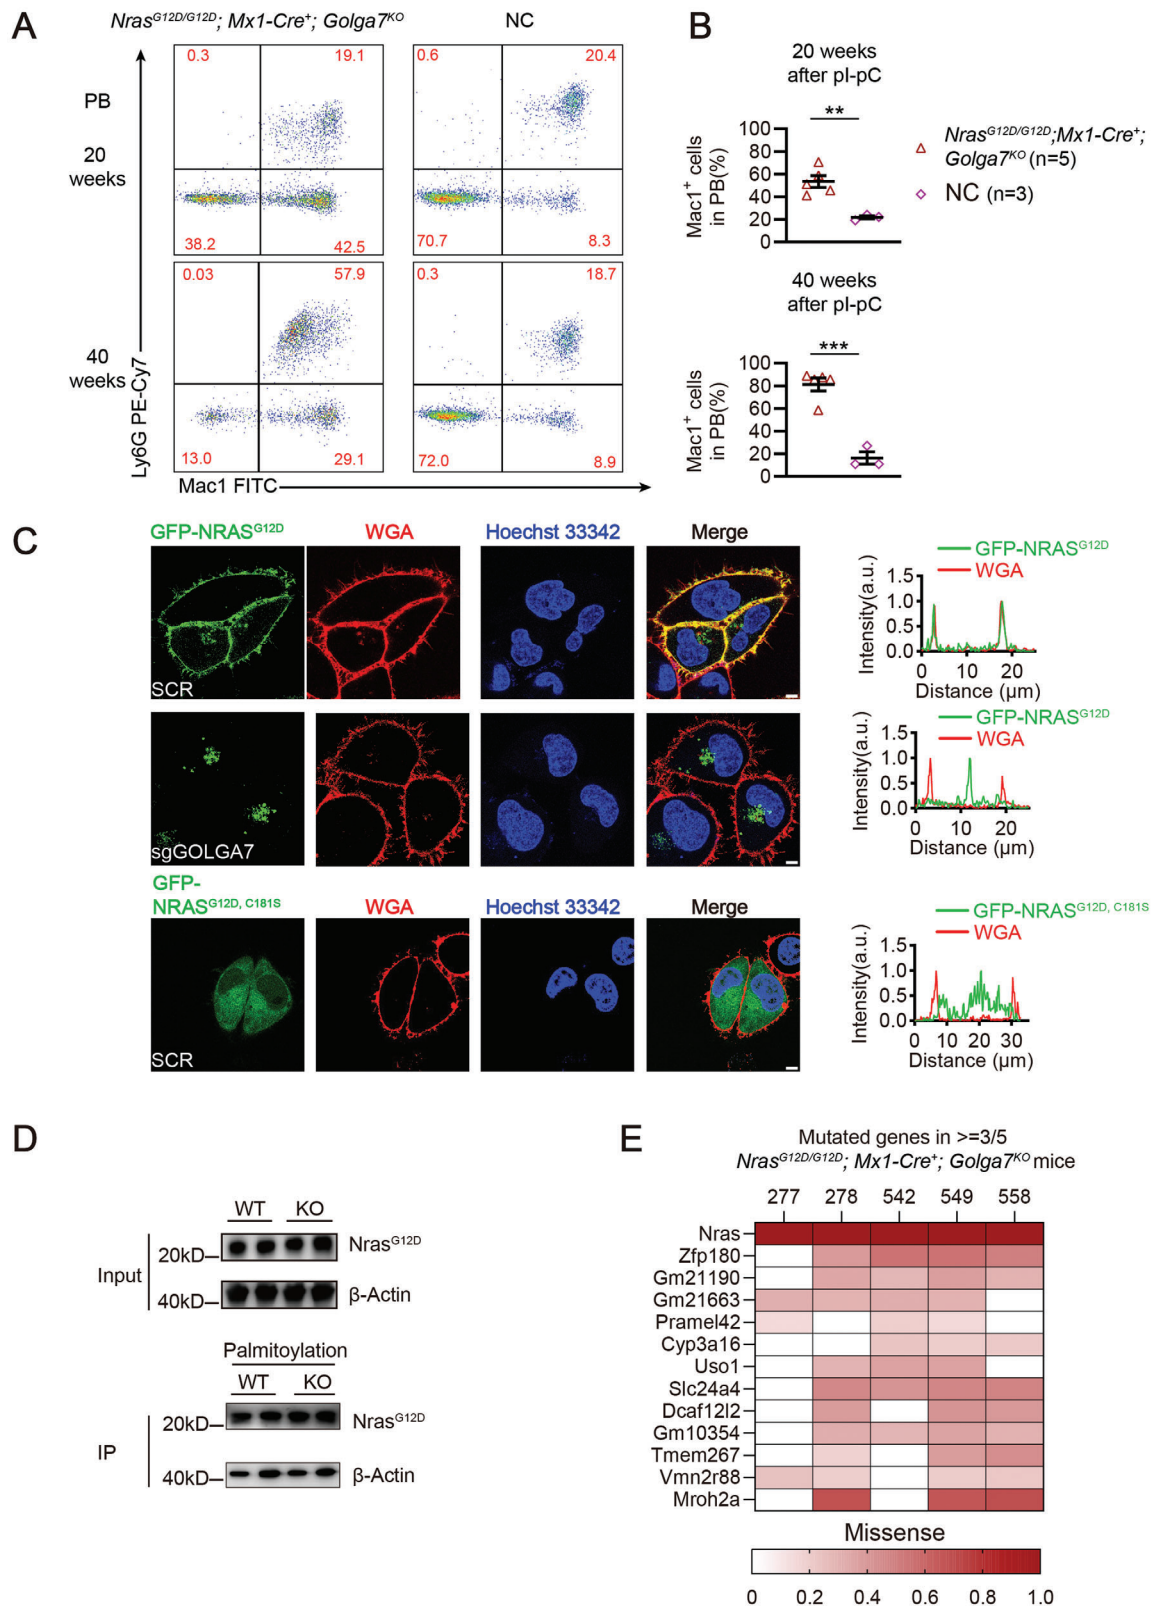 A
Nras^G12D/G12D; Mx1-Cre^+; Golga7^KO
NC
PB
20
weeks
0.3
19.1
38.2
42.5
0.6
20.4
70.7
8.3
40
weeks
0.03
57.9
13.0
29.1
0.3
18.7
72.0
8.9
Ly6G PE-Cy7
Mac1 FITC
B
20 weeks
after pI-pC
**
Mac1^+ cells
in PB(%)
100
80
60
40
20
0
Nras^G12D/G12D;Mx1-Cre^+;
Golga7^KO (n=5)
NC (n=3)
40 weeks
after pI-pC
***
Mac1^+ cells
in PB(%)
100
80
60
40
20
0
C
GFP-NRAS^G12D
WGA
Hoechst 33342
Merge
SCR
GFP-NRAS^G12D
WGA
Intensity(a.u.)
1.5
1.0
0.5
0.0
0 10 20
Distance (μm)
sgGOLGA7
GFP-NRAS^G12D
WGA
Intensity(a.u.)
1.5
1.0
0.5
0.0
0 10 20
Distance (μm)
GFP-
NRAS^G12D, C181S
WGA
Hoechst 33342
Merge
SCR
GFP-NRAS^G12D, C181S
WGA
Intensity(a.u.)
1.5
1.0
0.5
0.0
0 10 20 30
Distance (μm)
D
WT KO
Input
20kD
Nras^G12D
40kD
β-Actin
Palmitoylation
WT KO
IP
20kD
Nras^G12D
40kD
β-Actin
E
Mutated genes in >=3/5
Nras^G12D/G12D; Mx1-Cre^+; Golga7^KO mice
277 278 542 549 558
Nras
Zfp180
Gm21190
Gm21663
Pramel42
Cyp3a16
Uso1
Slc24a4
Dcaf12l2
Gm10354
Tmem267
Vmn2r88
Mroh2a
Missense
0 0.2 0.4 0.6 0.8 1.0